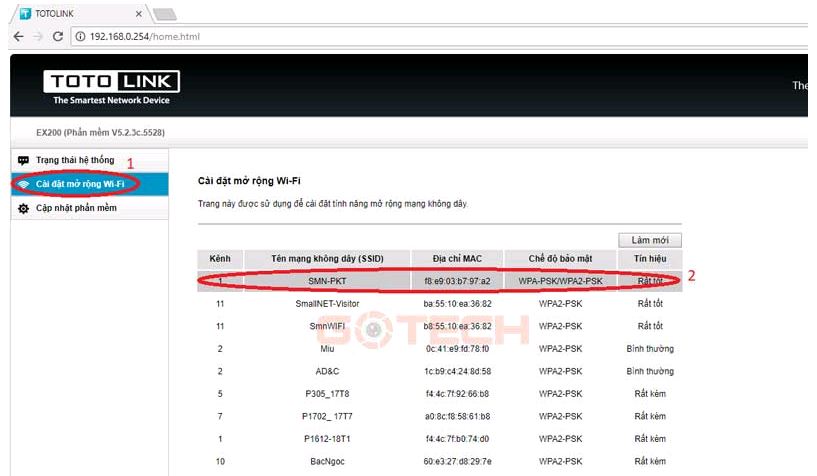 TOTOLINK
192.168.0.254/home.html
TOTO LINK
The Smartest Network Device
The
EX200 (Phần mềm V5.2.3c.5528)
Trạng thái hệ thống 1
Cài đặt mở rộng Wi-Fi
Cập nhật phần mềm
Cài đặt mở rộng Wi-Fi
Trang này được sử dụng để cài đặt tính năng mở rộng mạng không dây.
Làm mới
Kênh Tên mạng không dây (SSID) Địa chỉ MAC Chế độ bảo mật Tín hiệu
1 SMN-PKT f8:e9:03:b7:97:a2 WPA-PSK/WPA2-PSK Rất tốt 2
11 SmallNET-Visitor ba:55:10:ea:36:82 WPA2-PSK Rất tốt
11 SmnWIFI b8:55:10:ea:36:82 WPA2-PSK Rất tốt
GOTECH
2 Miu 0c:41:e9:fd:78:f0 WPA2-PSK Bình thường
2 AD&C 1c:b9:c4:24:8d:58 WPA2-PSK Bình thường
5 P305_17T8 f4:4c:7f:92:66:b8 WPA2-PSK Rất kém
7 P1702_ 17T7 a0:8c:f8:58:61:b8 WPA2-PSK Rất kém
1 P1612-18T1 f4:4c:7f:b0:74:d0 WPA2-PSK Rất kém
10 BacNgoc 60:e3:27:d8:29:7e WPA2-PSK Rất kém